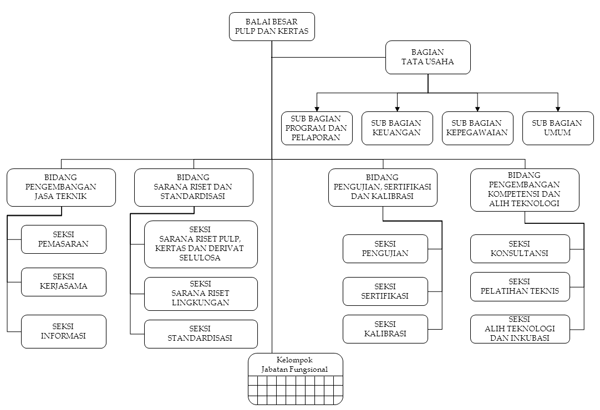 BALAI BESAR
PULP DAN KERTAS
BAGIAN
TATA USAHA
SUB BAGIAN
PROGRAM DAN
PELAPORAN
SUB BAGIAN
KEUANGAN
SUB BAGIAN
KEPEGAWAIAN
SUB BAGIAN
UMUM
BIDANG
PENGEMBANGAN
JASA TEKNIK
BIDANG
SARANA RISET DAN
STANDARDISASI
BIDANG
PENGUJIAN, SERTIFIKASI
DAN KALIBRASI
BIDANG
PENGEMBANGAN
KOMPETENSI DAN
ALIH TEKNOLOGI
SEKSI
PEMASARAN
SEKSI
KERJASAMA
SEKSI
INFORMASI
SEKSI
SARANA RISET PULP,
KERTAS DAN DERIVAT
SELULOSA
SEKSI
SARANA RISET
LINGKUNGAN
SEKSI
STANDARDISASI
SEKSI
PENGUJIAN
SEKSI
SERTIFIKASI
SEKSI
KALIBRASI
SEKSI
KONSULTANSI
SEKSI
PELATIHAN TEKNIS
SEKSI
ALIH TEKNOLOGI
DAN INKUBASI
Kelompok
Jabatan Fungsional